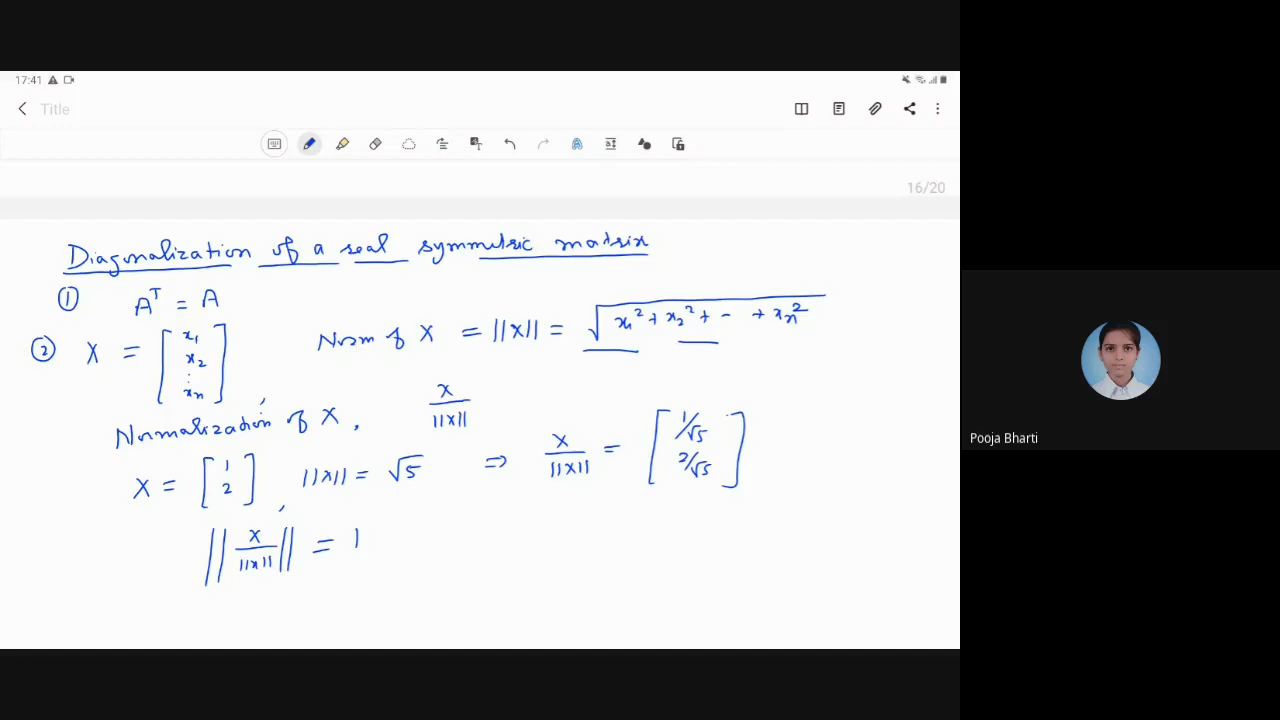 17:41
Title
16/20
Diagonalization of a real symmetric matrix
① Aᵀ = A
② X = [x₁ x₂ ⋮ xₙ], Norm of X = ||X|| = √(x₁² + x₂² + - + xₙ²)
Normalization of X, X/||X||
X = [1 2], ||X|| = √5 ⇒ X/||X|| = [1/√5 2/√5]
||X/||X|||| = 1
Pooja Bharti